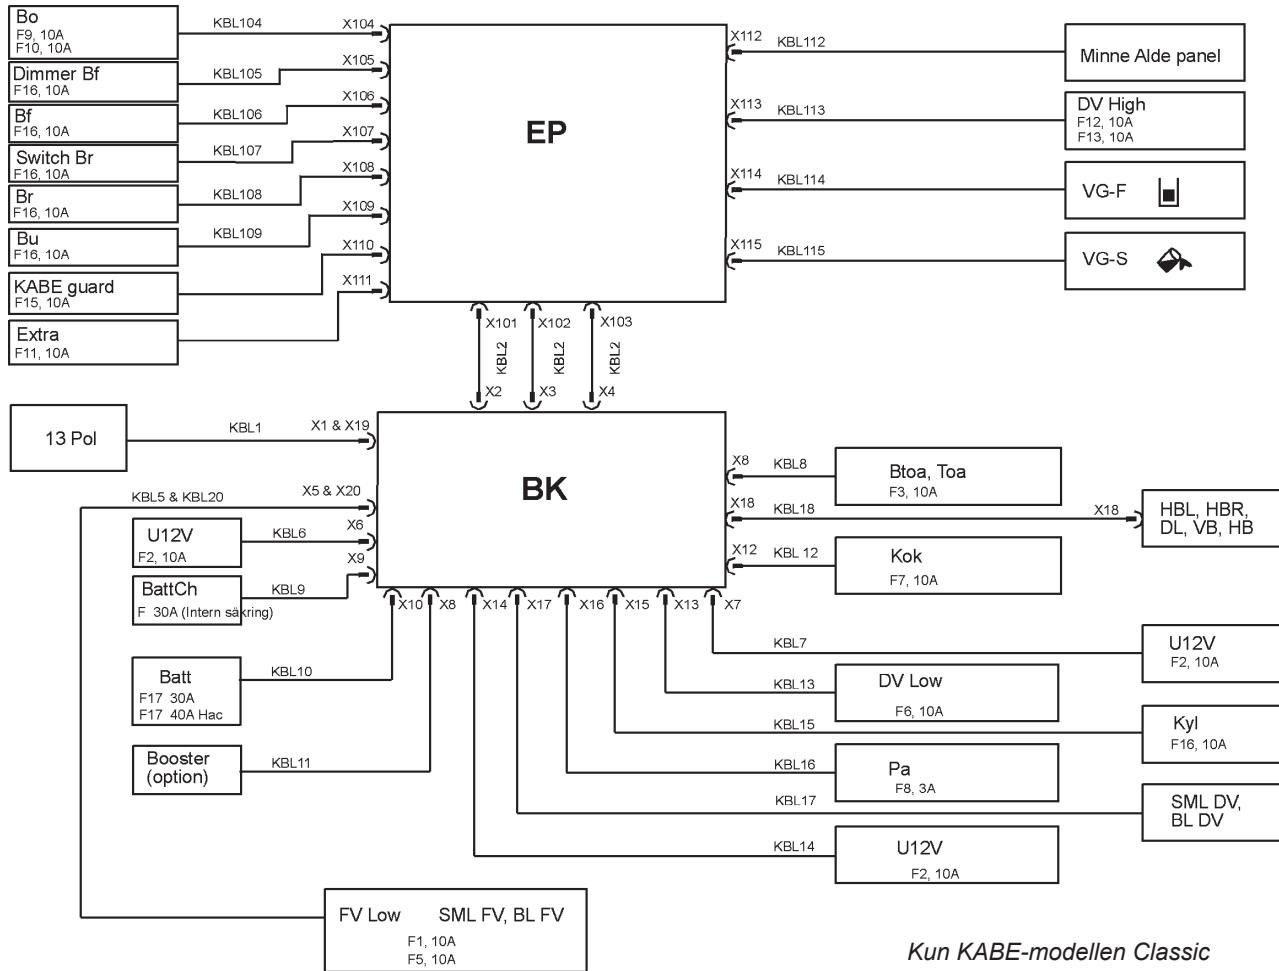 Bo
F9, 10A
F10, 10A
KBL104
X104
Dimmer Bf
F16, 10A
KBL105
X105
Bf
F16, 10A
KBL106
X106
Switch Br
F16, 10A
KBL107
X107
Br
F16, 10A
KBL108
X108
Bu
F16, 10A
KBL109
X109
KABE guard
F15, 10A
X110
Extra
F11, 10A
X111
EP
X112
KBL112
Minne Alde panel
X113
KBL113
DV High
F12, 10A
F13, 10A
X114
KBL114
VG-F
X115
KBL115
VG-S
X101
X102
X103
KBL2
KBL2
KBL2
X2
X3
X4
13 Pol
KBL1
X1 & X19
KBL5 & KBL20
X5 & X20
U12V
F2, 10A
KBL6
X6
BattCh
F 30A (Intern säkring)
KBL9
X9
BK
X8
KBL8
Btoa, Toa
F3, 10A
X18
KBL18
X18
HBL, HBR,
DL, VB, HB
X12
KBL 12
Kok
F7, 10A
X10
X8
X14
X17
X16
X15
X13
X7
Batt
F17 30A
F17 40A Hac
KBL10
Booster
(option)
KBL11
KBL7
U12V
F2, 10A
KBL13
DV Low
F6, 10A
KBL15
Kyl
F16, 10A
KBL16
Pa
F8, 3A
KBL17
SML DV,
BL DV
KBL14
U12V
F2, 10A
FV Low SML FV, BL FV
F1, 10A
F5, 10A
Kun KABE-modellen Classic